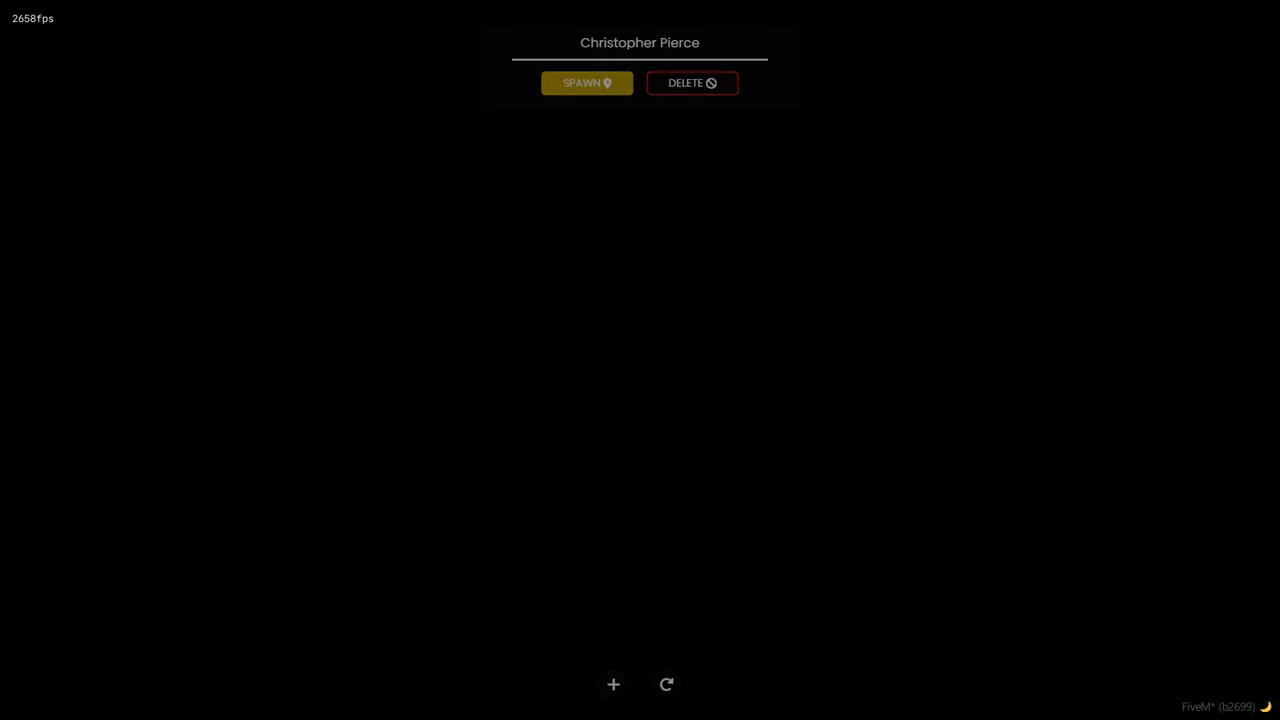 2658fps
Christopher Pierce
SPAWN
DELETE
FiveM* (b2699)